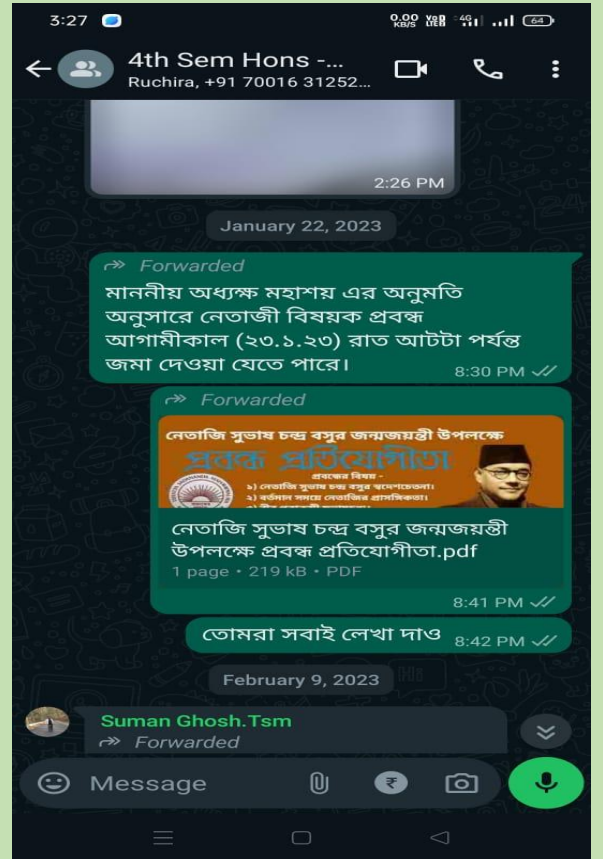 3:27
0.00 KB/S VoB LTE1 4G 64
4th Sem Hons -...
Ruchira, +91 70016 31252...
2:26 PM
January 22, 2023
Forwarded
মাননীয় অধ্যক্ষ মহাশয় এর অনুমতি
অনুসারে নেতাজী বিষয়ক প্রবন্ধ
আগামীকাল (২৩.১.২৩) রাত আটটা পর্যন্ত
জমা দেওয়া যেতে পারে।
8:30 PM
Forwarded
নেতাজি সুভাষ চন্দ্র বসুর জন্মজয়ন্তী উপলক্ষে
প্রবন্ধ প্রতিযোগীতা
প্রবন্ধের বিষয় -
১) নেতাজি সুভাষ চন্দ্র বসুর স্বদেশচেতনা।
২) বর্তমান সময়ে নেতাজির প্রাসঙ্গিকতা।
নেতাজি সুভাষ চন্দ্র বসুর জন্মজয়ন্তী
উপলক্ষে প্রবন্ধ প্রতিযোগীতা.pdf
1 page • 219 kB • PDF
8:41 PM
তোমরা সবাই লেখা দাও
8:42 PM
February 9, 2023
Suman Ghosh.Tsm
Forwarded
Message